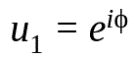 u₁ = e^{iϕ}